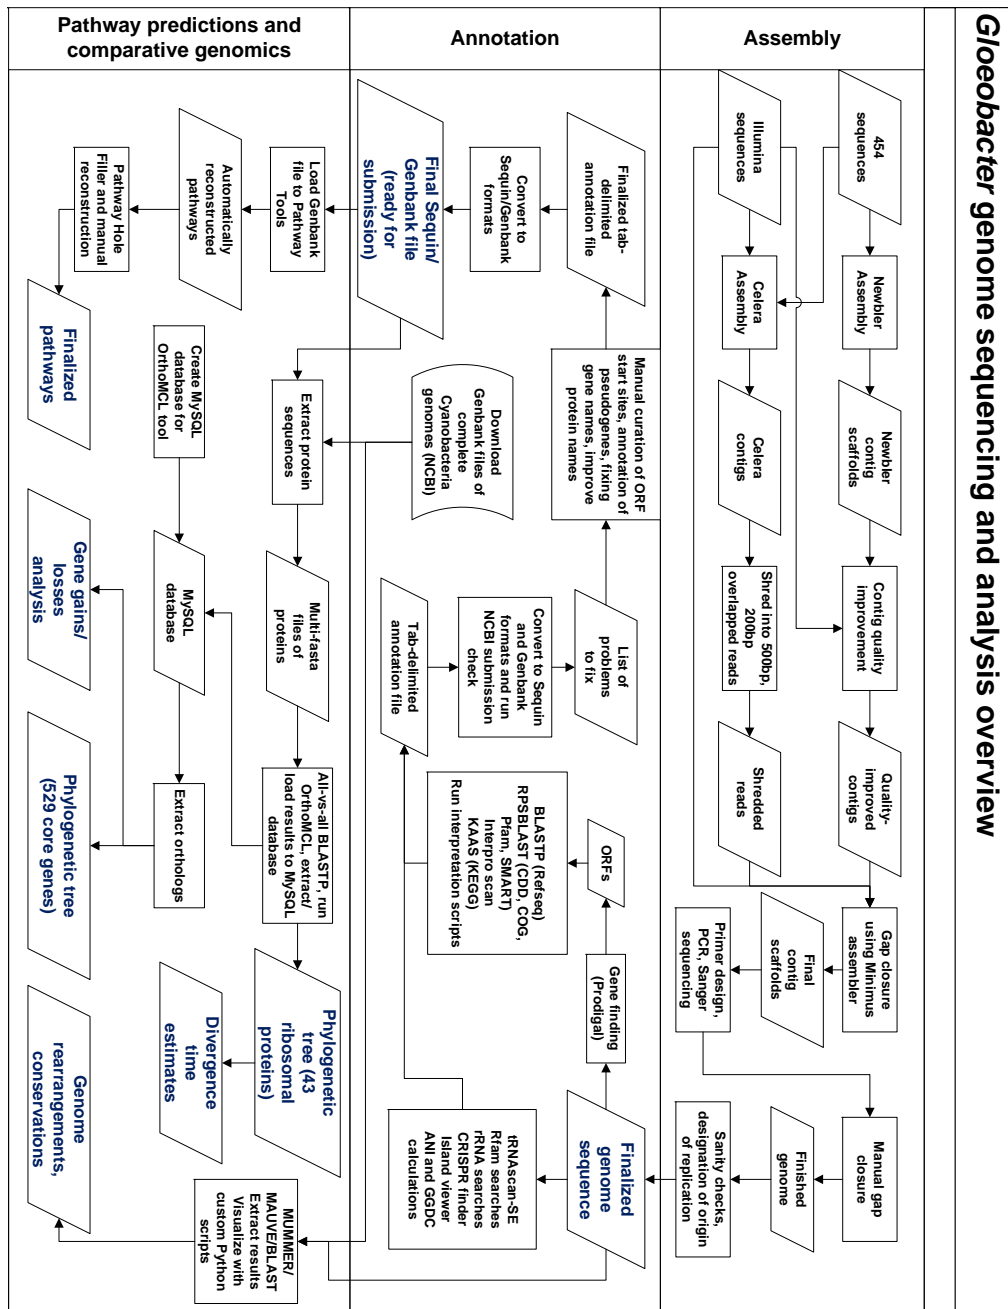 Gloeobacter genome sequencing and analysis overview
Assembly
454
sequences
Newbler
Assembly
Newbler
contig
scaffolds
Contig quality
improvement
Quality-
improved
contigs
Gap closure
using Minimus
assembler
Manual gap
closure
Illumina
sequences
Celera
Assembly
Celera
contigs
Shred into 500bp,
200bp
overlapped reads
Shredded
reads
Final
contig
scaffolds
Primer design,
PCR, Sanger
sequencing
Finished
genome
Sanity checks,
designation of origin
of replication
Annotation
Finalized tab-
delimited
annotation file
Manual curation of ORF
start sites, annotation of
pseudogenes, fixing
gene names, improve
protein names
List of
problems
to fix
ORFs
Gene finding
(Prodigal)
Finalized
genome
sequence
Convert to
Sequin/Genbank
formats
Convert to Sequin
and Genbank
formats and run
NCBI submission
check
BLASTP (Refseq)
RPSBLAST (CDD, COG,
Pfam, SMART)
Interpro scan
KAAS (KEGG)
Run interpretation scripts
tRNAscan-SE
Rfam searches
rRNA searches
CRISPR finder
Island viewer
ANI and GGDC
calculations
Final Sequin/
Genbank file
(ready for
submission)
Download
Genbank files of
complete
Cyanobacteria
genomes (NCBI)
Tab-delimited
annotation file
Pathway predictions and
comparative genomics
Load Genbank
file to Pathway
Tools
Extract protein
sequences
Multi-fasta
files of
proteins
All-vs-all BLASTP, run
OrthoMCL, extract/
load results to MySQL
database
Phylogenetic
tree (43
ribosomal
proteins)
MUMMER/
MAUVE/BLAST
Extract results
Visualize with
custom Python
scripts
Automatically
reconstructed
pathways
Create MySQL
database for
OrthoMCL tool
MySQL
database
Extract orthologs
Divergence
time
estimates
Pathway Hole
Filler and manual
reconstruction
Finalized
pathways
Gene gains/
losses
analysis
Phylogenetic tree
(529 core genes)
Genome
rearrangements,
conservations